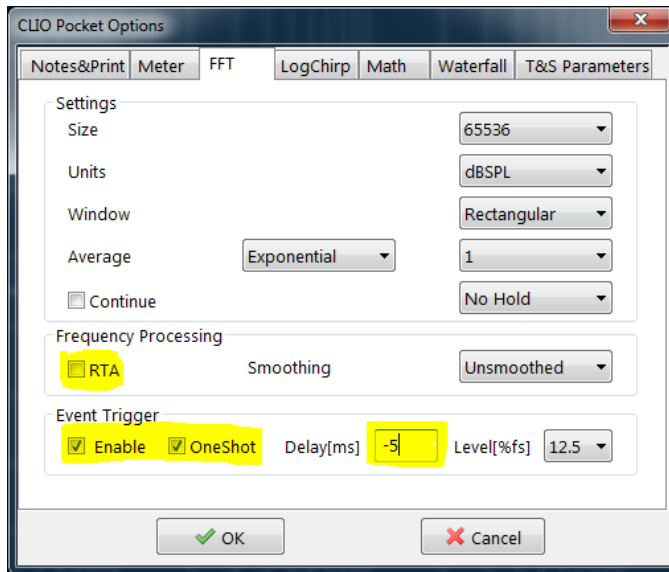 CLIO Pocket Options
Notes&Print Meter FFT LogChirp Math Waterfall T&S Parameters
Settings
Size 65536
Units dBSPL
Window Rectangular
Average Exponential 1
Continue No Hold
Frequency Processing
RTA Smoothing Unsmoothed
Event Trigger
Enable OneShot Delay[ms] -5 Level[%fs] 12.5
OK Cancel